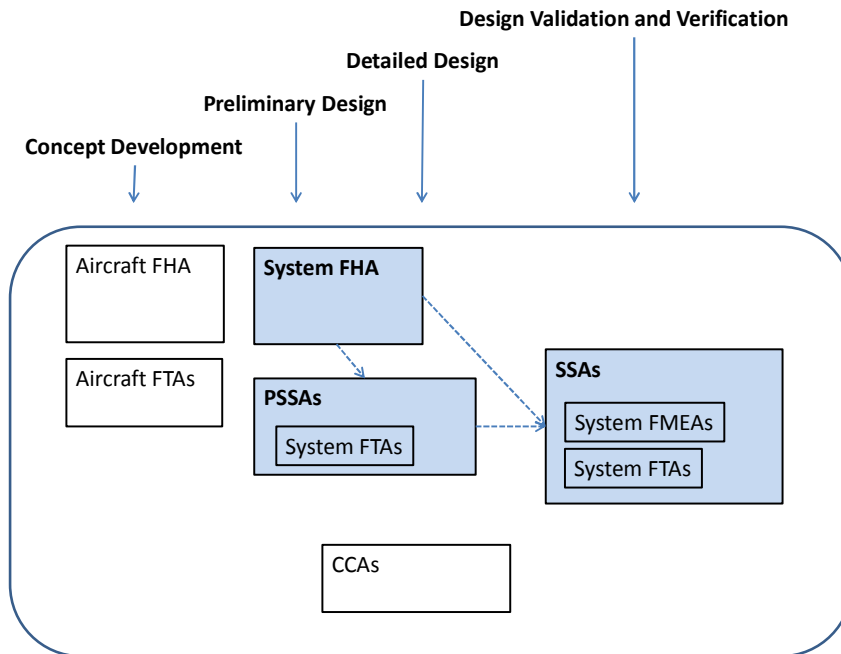 Design Validation and Verification
Detailed Design
Preliminary Design
Concept Development
Aircraft FHA
System FHA
Aircraft FTAs
PSSAs
System FTAs
SSAs
System FMEAs
System FTAs
CCAs